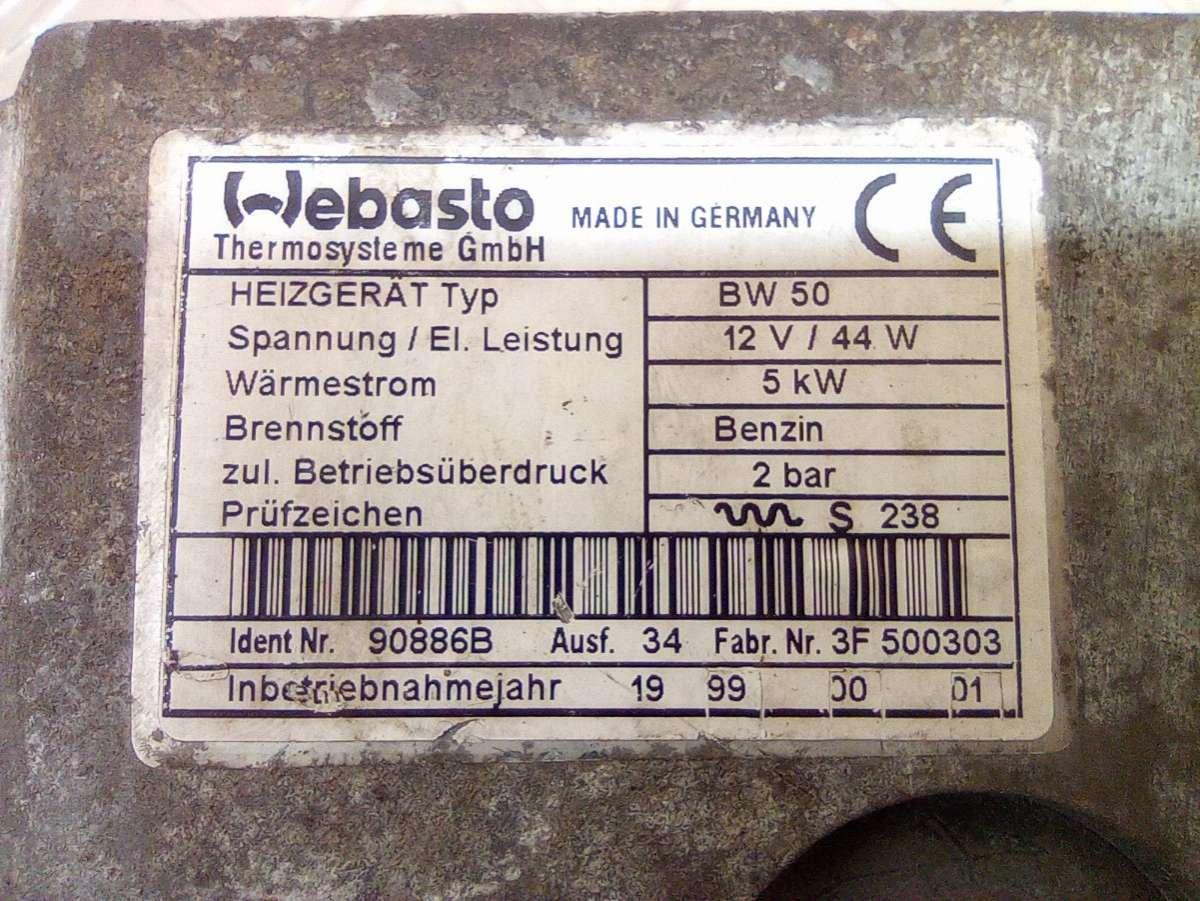 Webasto MADE IN GERMANY CE
Thermosysteme GmbH
HEIZGERÄT Typ BW 50
Spannung / El. Leistung 12 V / 44 W
Wärmestrom 5 kW
Brennstoff Benzin
zul. Betriebsüberdruck 2 bar
Prüfzeichen S 238
Ident Nr. 90886B Ausf. 34 Fabr. Nr. 3F 500303
Inbetriebnahmejahr 19 99 00 01